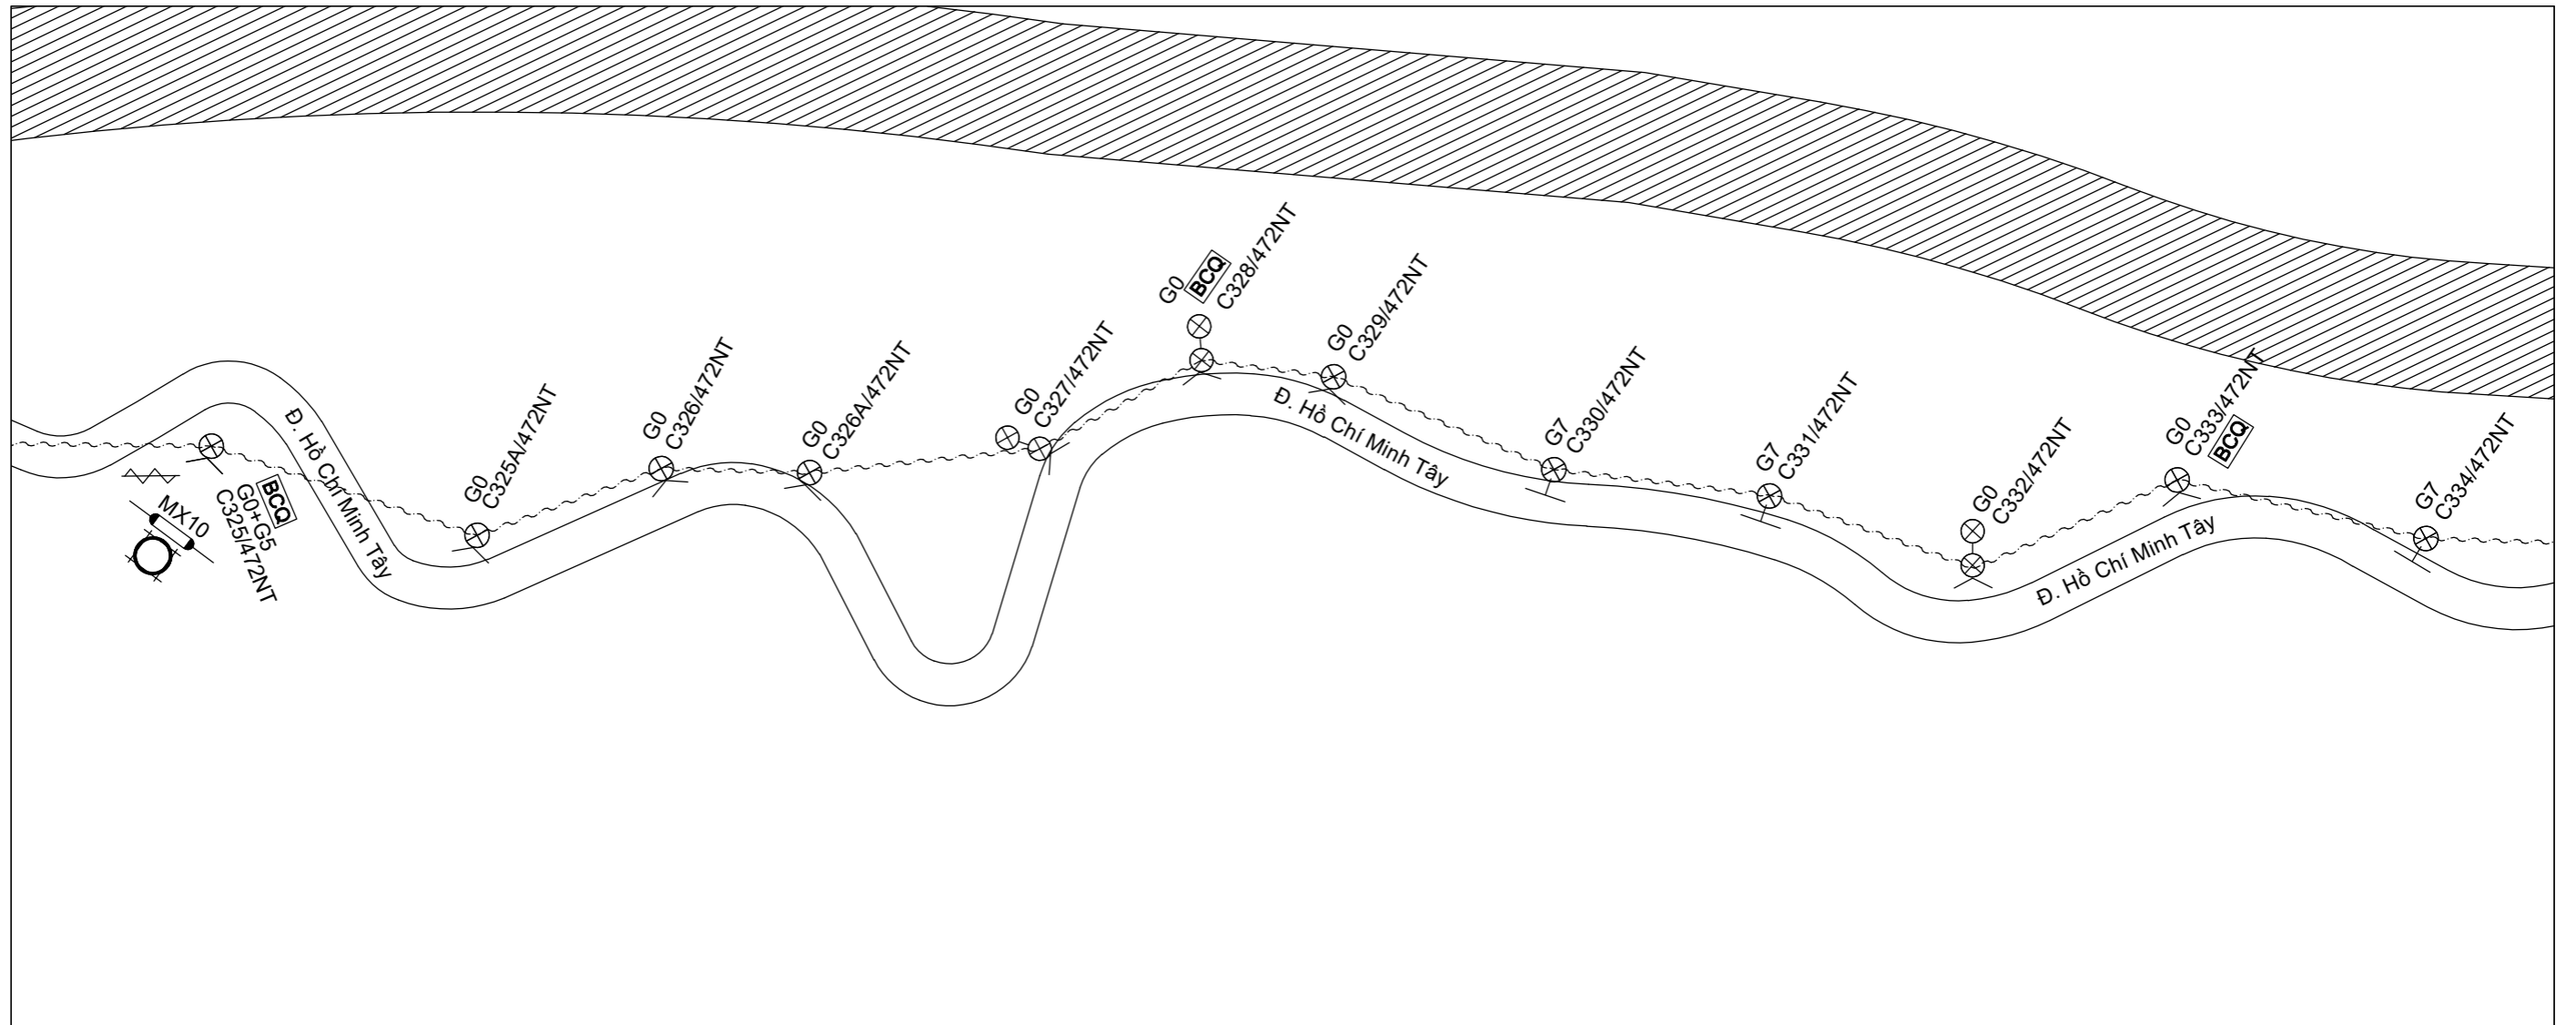 MX10
BCQ
G0+G5
C325/472NT
Đ. Hồ Chí Minh Tây
G0
C325A/472NT
G0
C326/472NT
G0
C326A/472NT
G0
C327/472NT
G0
BCQ
C328/472NT
G0
C329/472NT
Đ. Hồ Chí Minh Tây
G7
C330/472NT
G7
C331/472NT
G0
C332/472NT
G0
C333/472NT
BCQ
Đ. Hồ Chí Minh Tây
G7
C334/472NT